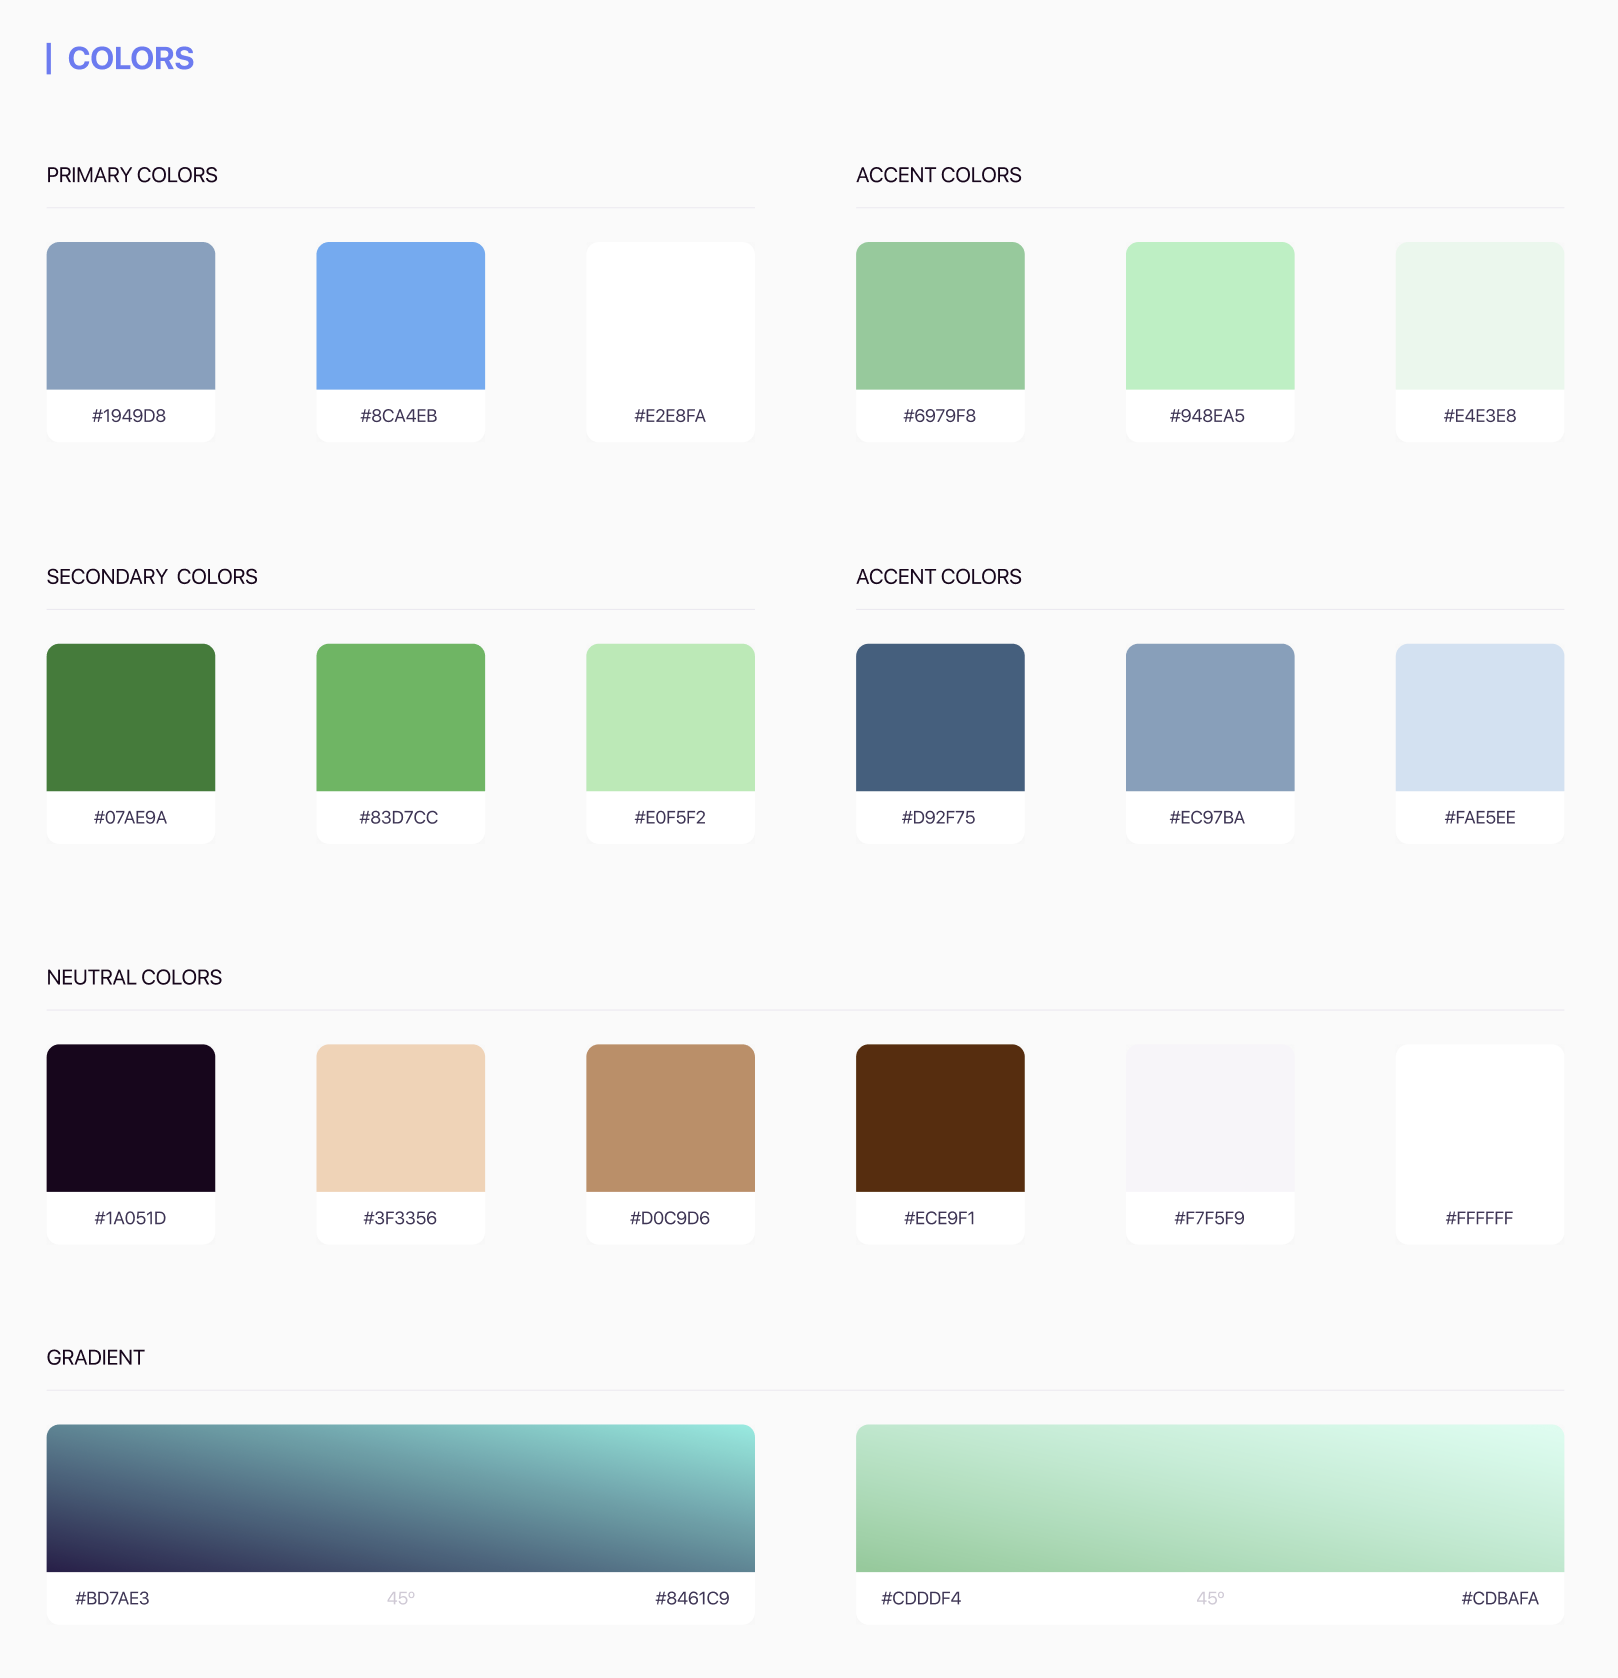 COLORS
PRIMARY COLORS
ACCENT COLORS
#1949D8
#8CA4EB
#E2E8FA
#6979F8
#948EA5
#E4E3E8
SECONDARY  COLORS
ACCENT COLORS
#07AE9A
#83D7CC
#E0F5F2
#D92F75
#EC97BA
#FAE5EE
NEUTRAL COLORS
#1A051D
#3F3356
#D0C9D6
#ECE9F1
#F7F5F9
#FFFFFF
GRADIENT
#BD7AE3
45º
#8461C9
#CDDDF4
45º
#CDBAFA